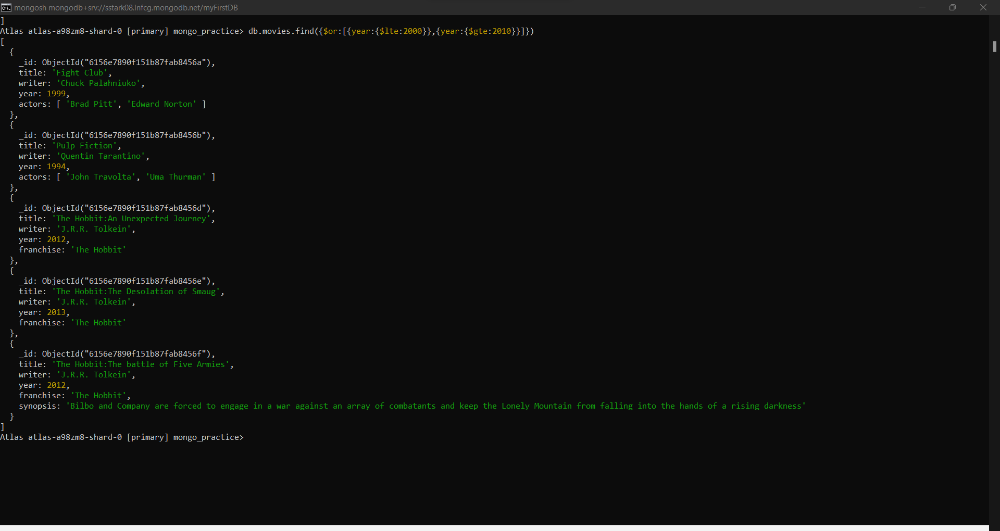 mongosh mongodb+srv://sstark08.lnfcg.mongodb.net/myFirstDB
]
Atlas atlas-a98zm8-shard-0 [primary] mongo_practice> db.movies.find({$or:[{year:{$lte:2000}},{year:{$gte:2010}}]})
[
  {
    _id: ObjectId("6156e7890f151b87fab8456a"),
    title: 'Fight Club',
    writer: 'Chuck Palahniuko',
    year: 1999,
    actors: [ 'Brad Pitt', 'Edward Norton' ]
  },
  {
    _id: ObjectId("6156e7890f151b87fab8456b"),
    title: 'Pulp Fiction',
    writer: 'Quentin Tarantino',
    year: 1994,
    actors: [ 'John Travolta', 'Uma Thurman' ]
  },
  {
    _id: ObjectId("6156e7890f151b87fab8456d"),
    title: 'The Hobbit:An Unexpected Journey',
    writer: 'J.R.R. Tolkein',
    year: 2012,
    franchise: 'The Hobbit'
  },
  {
    _id: ObjectId("6156e7890f151b87fab8456e"),
    title: 'The Hobbit:The Desolation of Smaug',
    writer: 'J.R.R. Tolkein',
    year: 2013,
    franchise: 'The Hobbit'
  },
  {
    _id: ObjectId("6156e7890f151b87fab8456f"),
    title: 'The Hobbit:The battle of Five Armies',
    writer: 'J.R.R. Tolkein',
    year: 2012,
    franchise: 'The Hobbit',
    synopsis: 'Bilbo and Company are forced to engage in a war against an array of combatants and keep the Lonely Mountain from falling into the hands of a rising darkness'
  }
]
Atlas atlas-a98zm8-shard-0 [primary] mongo_practice>